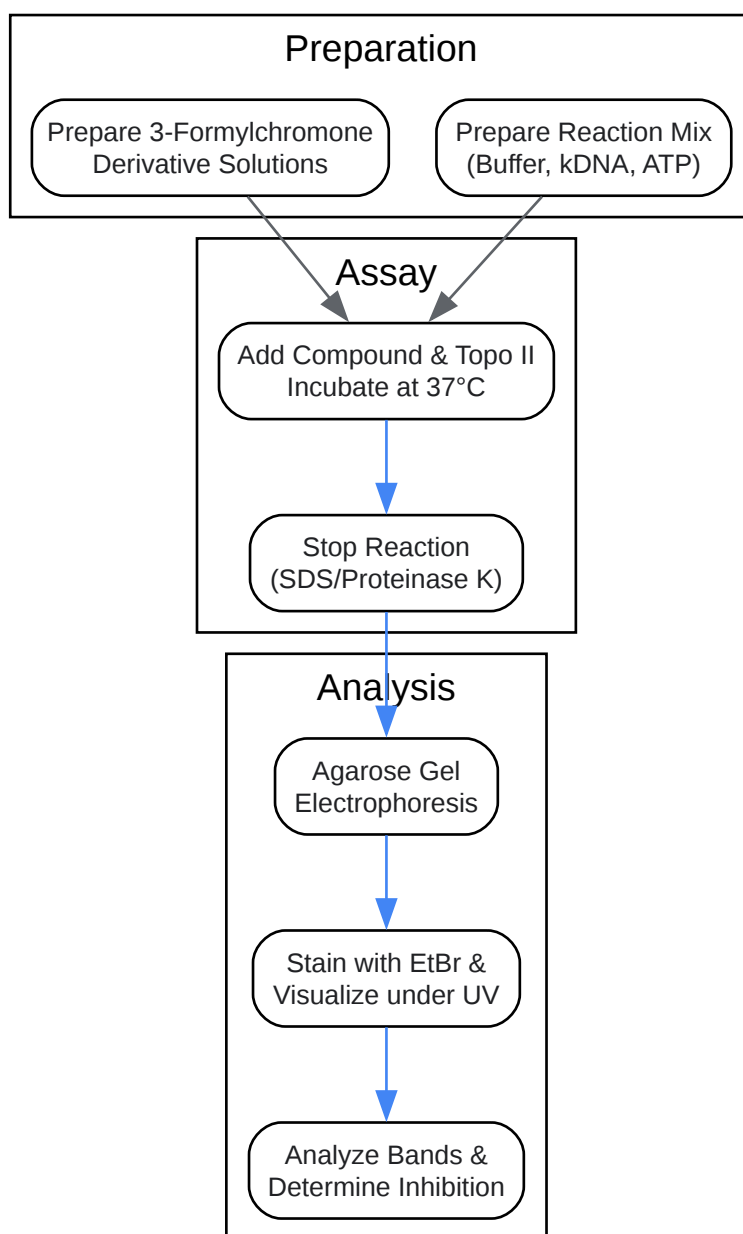 Preparation
Prepare 3-Formylchromone
Derivative Solutions
Prepare Reaction Mix
(Buffer, kDNA, ATP)
Assay
Add Compound & Topo II
Incubate at 37°C
Stop Reaction
(SDS/Proteinase K)
Analysis
Agarose Gel
Electrophoresis
Stain with EtBr &
Visualize under UV
Analyze Bands &
Determine Inhibition